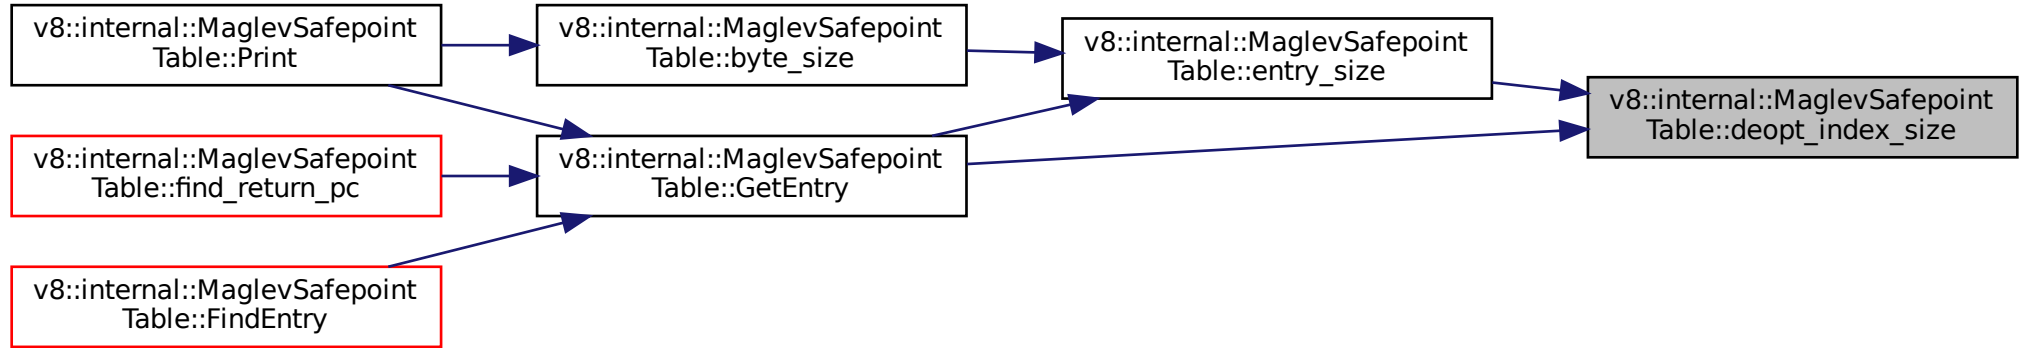 v8::internal::MaglevSafepoint
Table::Print
v8::internal::MaglevSafepoint
Table::byte_size
v8::internal::MaglevSafepoint
Table::entry_size
v8::internal::MaglevSafepoint
Table::deopt_index_size
v8::internal::MaglevSafepoint
Table::find_return_pc
v8::internal::MaglevSafepoint
Table::GetEntry
v8::internal::MaglevSafepoint
Table::FindEntry